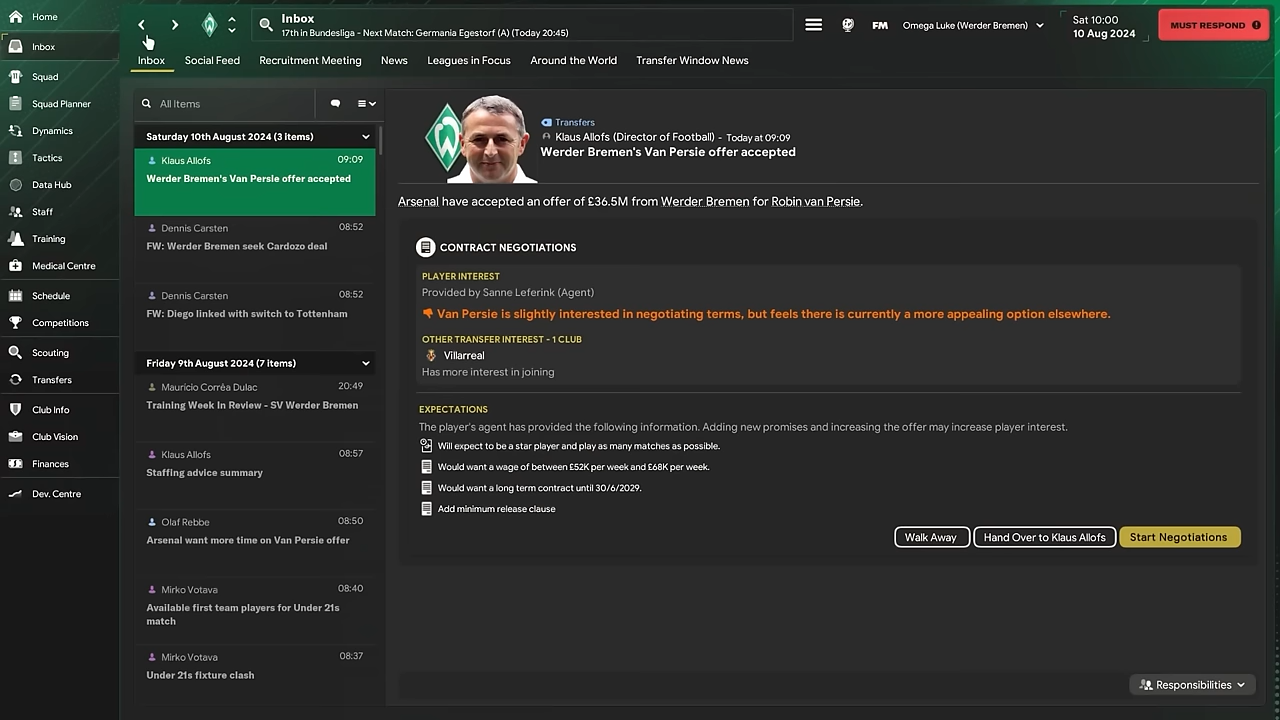 Home
Inbox
Squad
Squad Planner
Dynamics
Tactics
Data Hub
Staff
Training
Medical Centre
Schedule
Competitions
Scouting
Transfers
Club Info
Club Vision
Finances
Dev. Centre
Inbox
17th in Bundesliga - Next Match: Germania Egestorf (A) (Today 20:45)
FM
Omega Luke (Werder Bremen)
Sat 10:00
10 Aug 2024
MUST RESPOND
Inbox
Social Feed
Recruitment Meeting
News
Leagues in Focus
Around the World
Transfer Window News
All Items
Saturday 10th August 2024 (3 items)
Klaus Allofs 09:09
Werder Bremen's Van Persie offer accepted
Dennis Carsten 08:52
FW: Werder Bremen seek Cardozo deal
Dennis Carsten 08:52
FW: Diego linked with switch to Tottenham
Friday 9th August 2024 (7 items)
Maurício Corrêa Dulac 20:49
Training Week In Review - SV Werder Bremen
Klaus Allofs 08:57
Staffing advice summary
Olaf Rebbe 08:50
Arsenal want more time on Van Persie offer
Mirko Votava 08:40
Available first team players for Under 21s
match
Mirko Votava 08:37
Under 21s fixture clash
Transfers
Klaus Allofs (Director of Football) - Today at 09:09
Werder Bremen's Van Persie offer accepted
Arsenal have accepted an offer of £36.5M from Werder Bremen for Robin van Persie.
CONTRACT NEGOTIATIONS
PLAYER INTEREST
Provided by Sanne Leferink (Agent)
Van Persie is slightly interested in negotiating terms, but feels there is currently a more appealing option elsewhere.
OTHER TRANSFER INTEREST - 1 CLUB
Villarreal
Has more interest in joining
EXPECTATIONS
The player's agent has provided the following information. Adding new promises and increasing the offer may increase player interest.
Will expect to be a star player and play as many matches as possible.
Would want a wage of between £52K per week and £68K per week.
Would want a long term contract until 30/6/2029.
Add minimum release clause
Walk Away
Hand Over to Klaus Allofs
Start Negotiations
Responsibilities